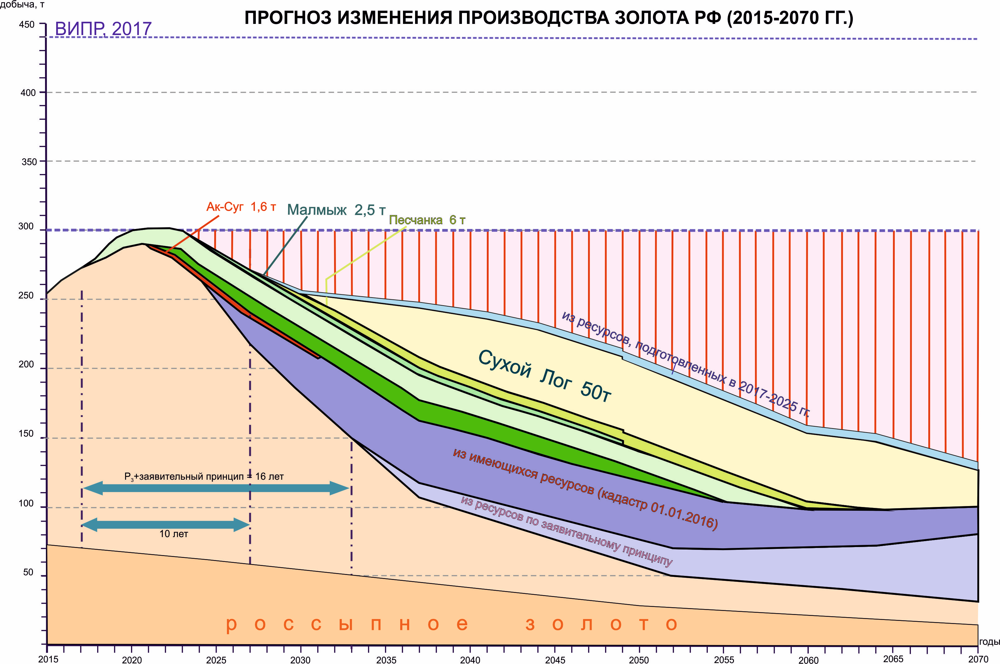 добыча, т
ПРОГНОЗ ИЗМЕНЕНИЯ ПРОИЗВОДСТВА ЗОЛОТА РФ (2015-2070 ГГ.)
450
ВИПР, 2017
400
350
Ак-Суг 1,6 т
Малмыж 2,5 т
Песчанка 6 т
300
250
из ресурсов, подготовленных в 2017-2025 гг.
Сухой Лог 50т
200
150
из имеющихся ресурсов (кадастр 01.01.2016)
Р3+заявительный принцип = 16 лет
100
из ресурсов по заявительному принципу
10 лет
50
россыпное золото
годы
2015 2020 2025 2030 2035 2040 2045 2050 2055 2060 2065 2070